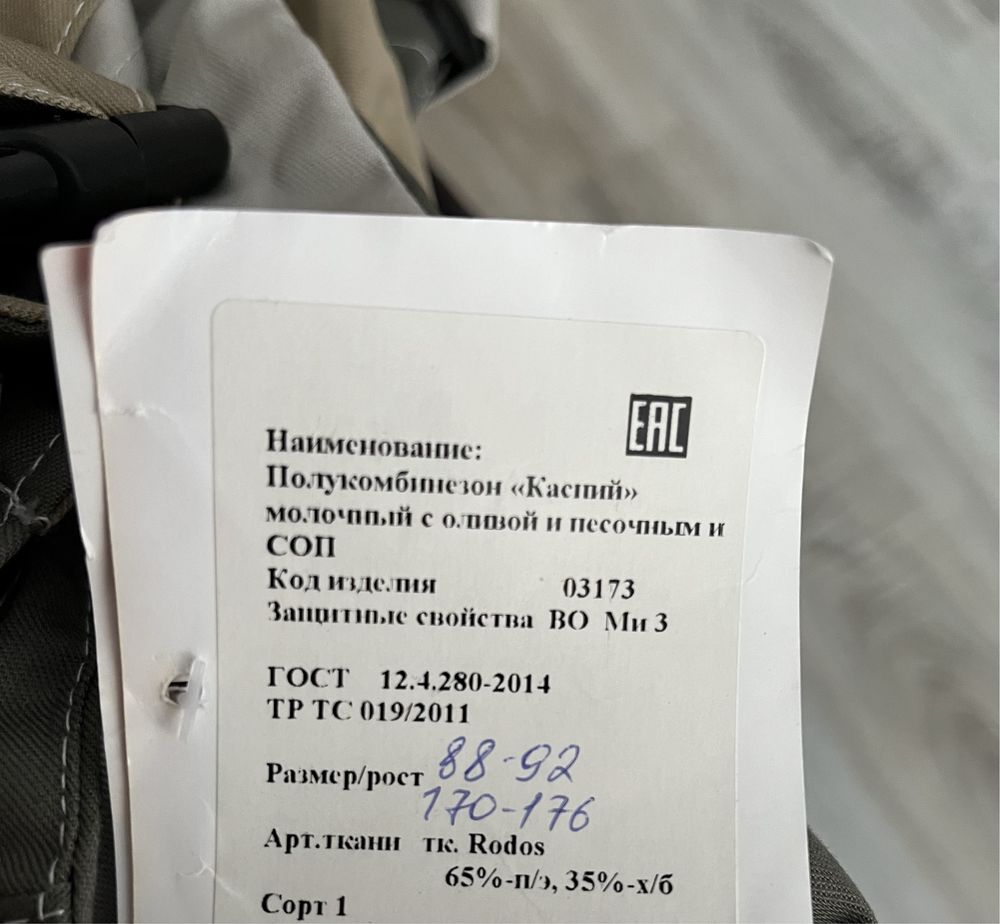 EAC
Наименование:
Полукомбинезон «Каспий»
молочный с оливой и песочным и
СОП
Код изделия 03173
Защитные свойства ВО Ми З
ГОСТ 12.4.280-2014
ТР ТС 019/2011
Размер/рост 88-92
170-176
Арт.ткани тк. Rodos
65%-п/э, 35%-х/б
Сорт 1